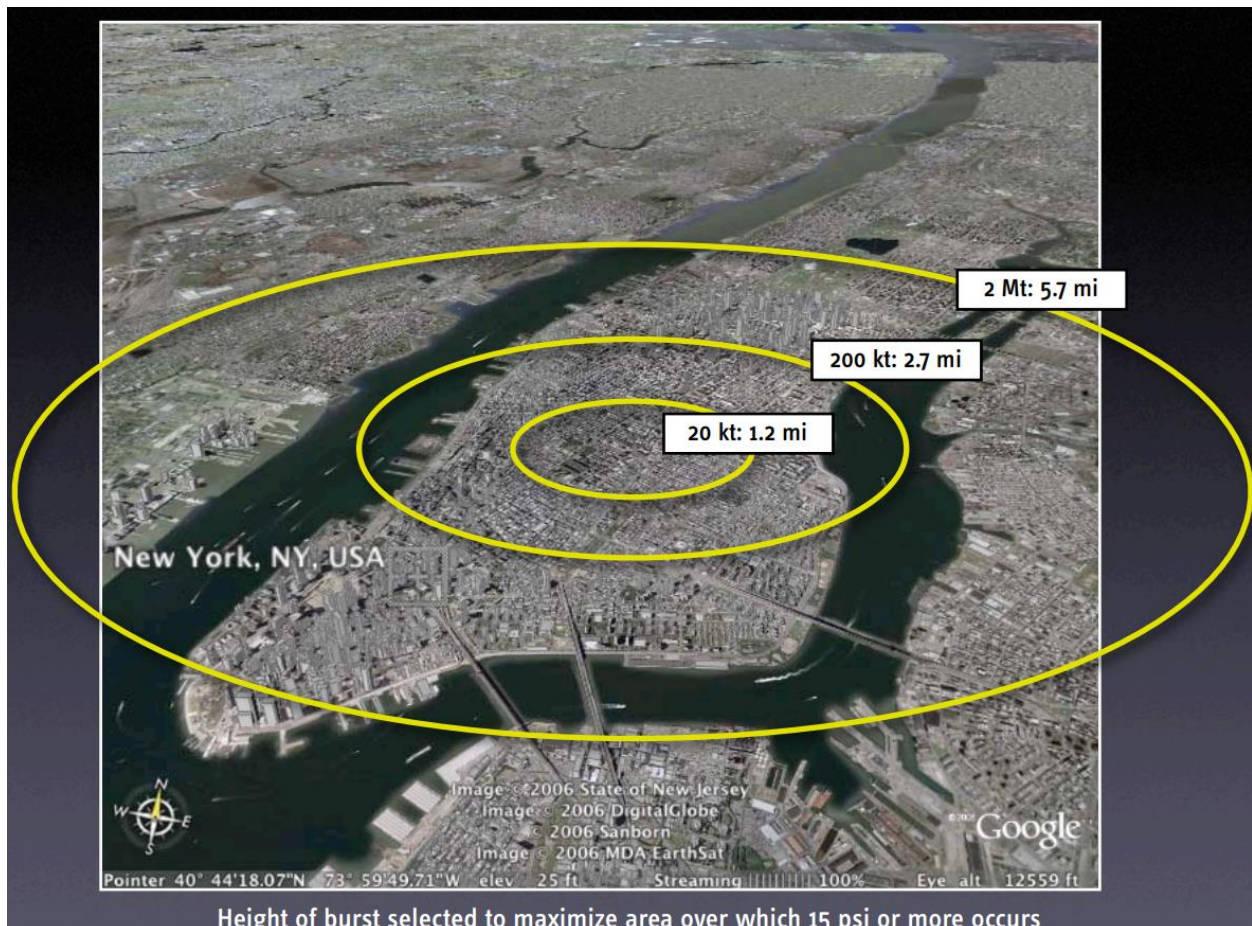 2 Mt: 5.7 mi
200 kt: 2.7 mi
20 kt: 1.2 mi
New York, NY, USA
N
W E
S
Image © 2006 State of New Jersey
Image © 2006 DigitalGlobe
© 2006 Sanborn
Image © 2006 MDA EarthSat
Google
Pointer 40° 44'18.07"N 73° 59'49.71"W elev 25 ft Streaming |||||||||| 100% Eye alt 12559 ft
Height of burst selected to maximize area over which 15 psi or more occurs